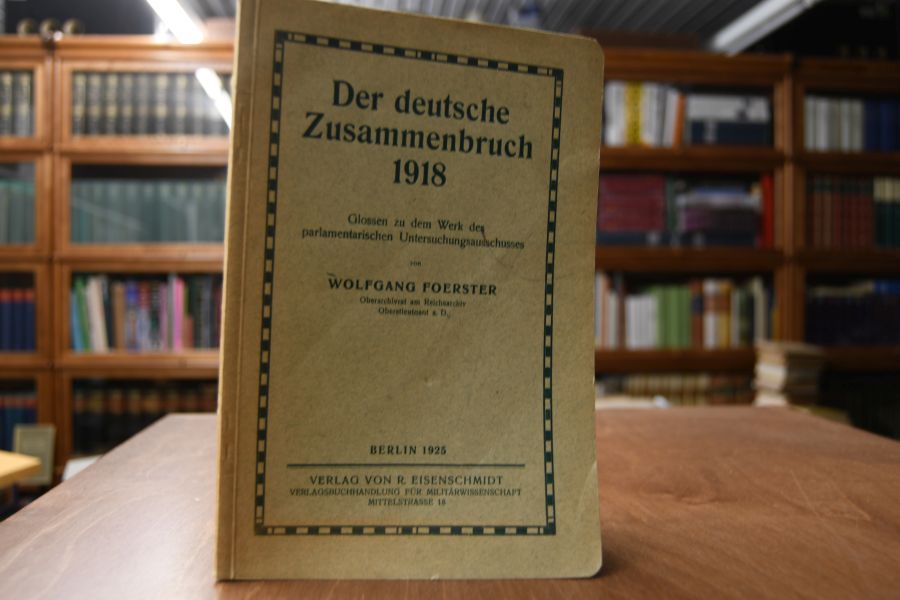 Der deutsche
Zusammenbruch
1918
Glossen zu dem Werk des
parlamentarischen Untersuchungsausschusses
von
WOLFGANG FOERSTER
Oberarchivrat am Reichsarchiv
Oberstleutnant a. D.
BERLIN 1925
VERLAG VON R. EISENSCHMIDT
VERLAGSBUCHHANDLUNG FÜR MILITÄRWISSENSCHAFT
MITTELSTRASSE 18